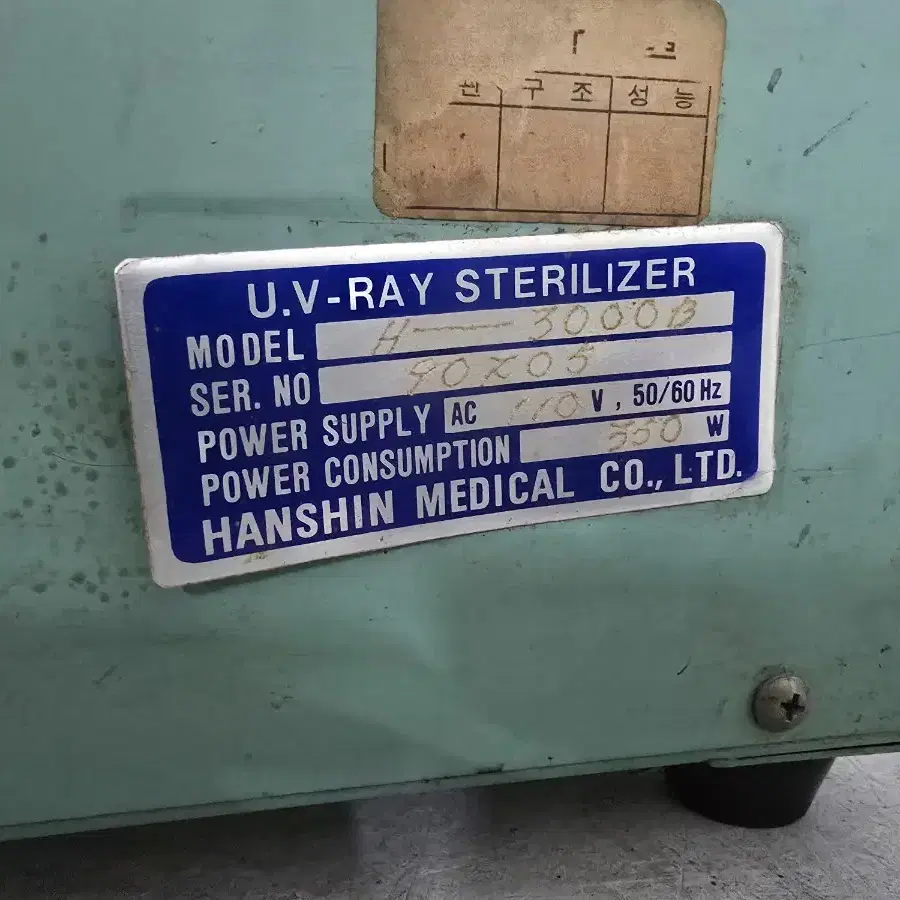 구 조 성 능
U.V-RAY STERILIZER
MODEL H-3000B
SER. NO 90X05
POWER SUPPLY AC 110 V, 50/60 Hz
POWER CONSUMPTION 550 W
HANSHIN MEDICAL CO., LTD.